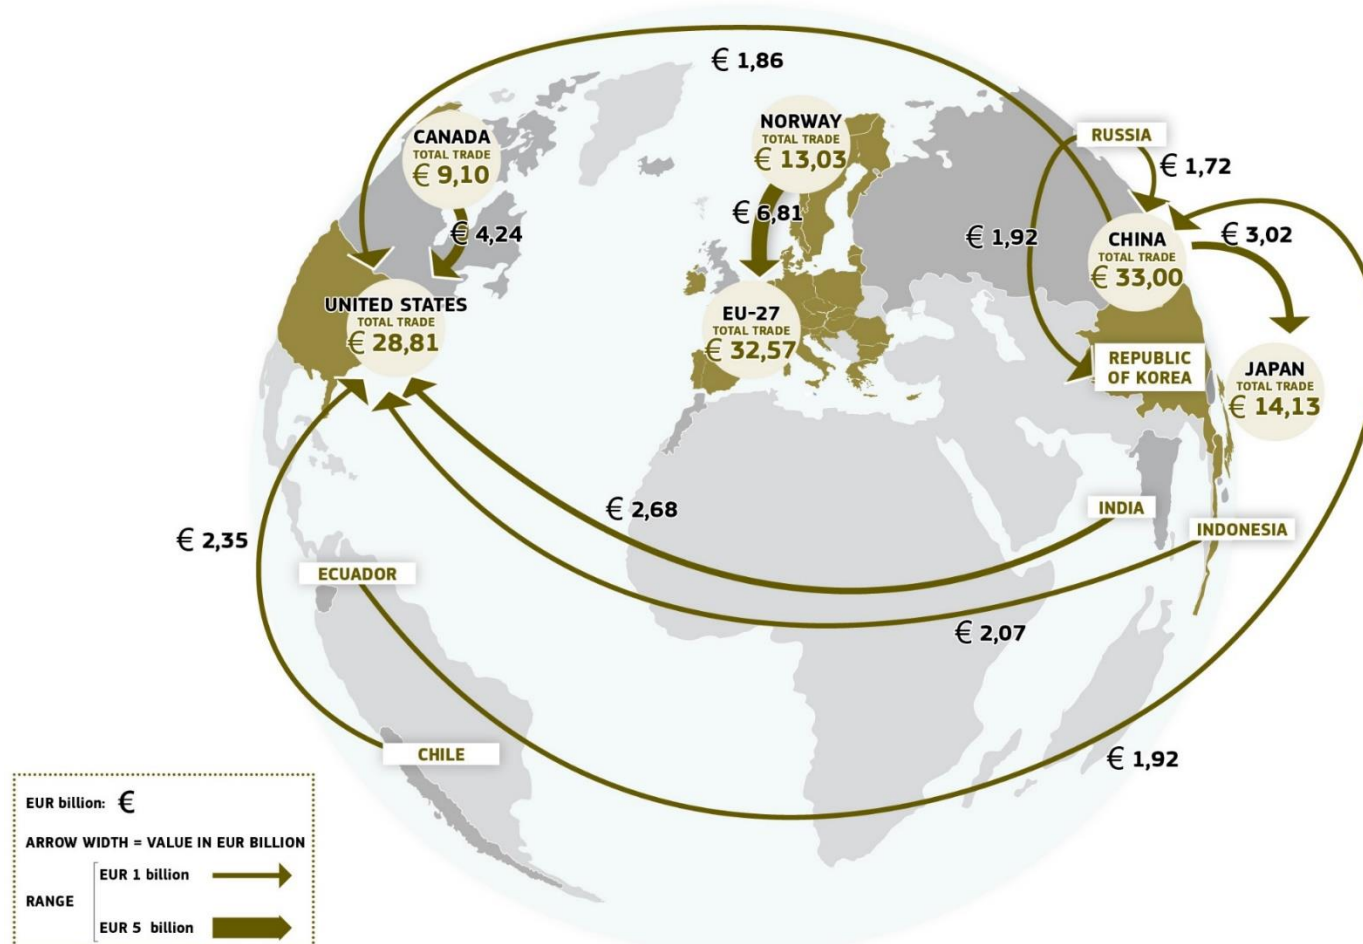 € 1,86
CANADA
TOTAL TRADE
€ 9,10
NORWAY
TOTAL TRADE
€ 13,03
RUSSIA
€ 1,72
€ 4,24
€ 6,81
€ 1,92
CHINA
TOTAL TRADE
€ 33,00
€ 3,02
UNITED STATES
TOTAL TRADE
€ 28,81
EU-27
TOTAL TRADE
€ 32,57
REPUBLIC
OF KOREA
JAPAN
TOTAL TRADE
€ 14,13
€ 2,35
€ 2,68
INDIA
INDONESIA
ECUADOR
€ 2,07
CHILE
€ 1,92
EUR billion: €
ARROW WIDTH = VALUE IN EUR BILLION
RANGE
EUR 1 billion
EUR 5 billion